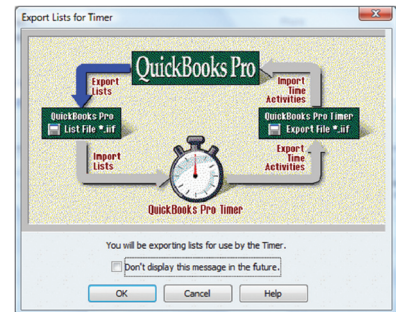 Export Lists for Timer
QuickBooks Pro
Export
Lists
Import
Time
Activities
QuickBooks Pro
List File *.iif
QuickBooks Pro Timer
Export File *.iif
Import
Lists
Export
Time
Activities
QuickBooks Pro Timer
You will be exporting lists for use by the Timer.
Don't display this message in the future.
OK
Cancel
Help